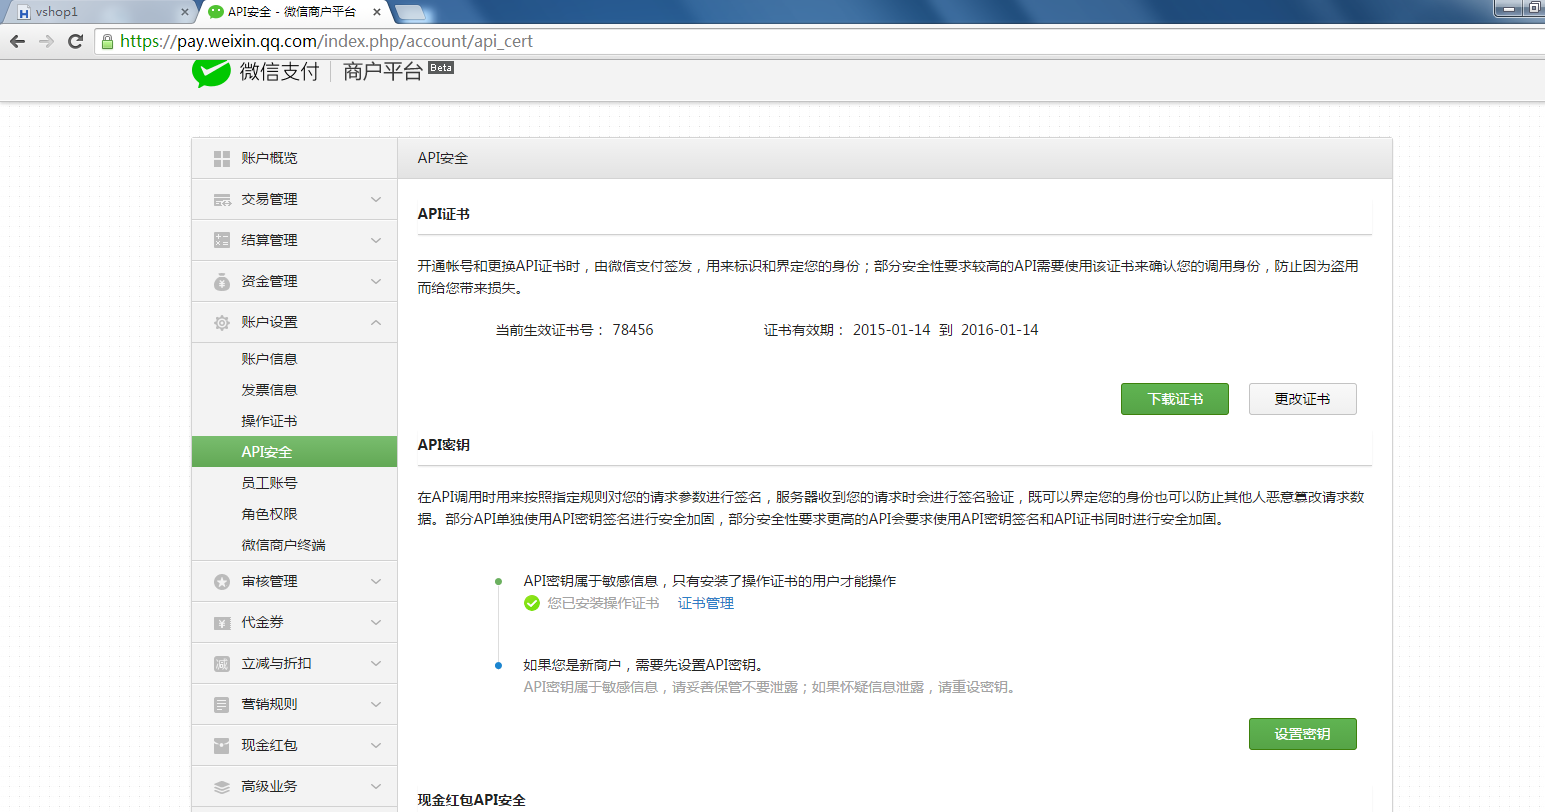 vshop1
API安全 - 微信商户平台
https://pay.weixin.qq.com/index.php/account/api_cert
微信支付 商户平台 Beta
账户概览
交易管理
结算管理
资金管理
账户设置
账户信息
发票信息
操作证书
API安全
员工账号
角色权限
微信商户终端
审核管理
代金券
立减与折扣
营销规则
现金红包
高级业务
API安全
API证书
开通帐号和更换API证书时，由微信支付签发，用来标识和界定您的身份；部分安全性要求较高的API需要使用该证书来确认您的调用身份，防止因为盗用
而给您带来损失。
当前生效证书号： 78456 证书有效期： 2015-01-14 到 2016-01-14
下载证书 更改证书
API密钥
在API调用时用来按照指定规则对您的请求参数进行签名，服务器收到您的请求时会进行签名验证，既可以界定您的身份也可以防止其他人恶意篡改请求数
据。部分API单独使用API密钥签名进行安全加固，部分安全性要求更高的API会要求使用API密钥签名和API证书同时进行安全加固。
API密钥属于敏感信息，只有安装了操作证书的用户才能操作
您已安装操作证书 证书管理
如果您是新商户，需要先设置API密钥。
API密钥属于敏感信息，请妥善保管不要泄露；如果怀疑信息泄露，请重设密钥。
设置密钥
现金红包API安全